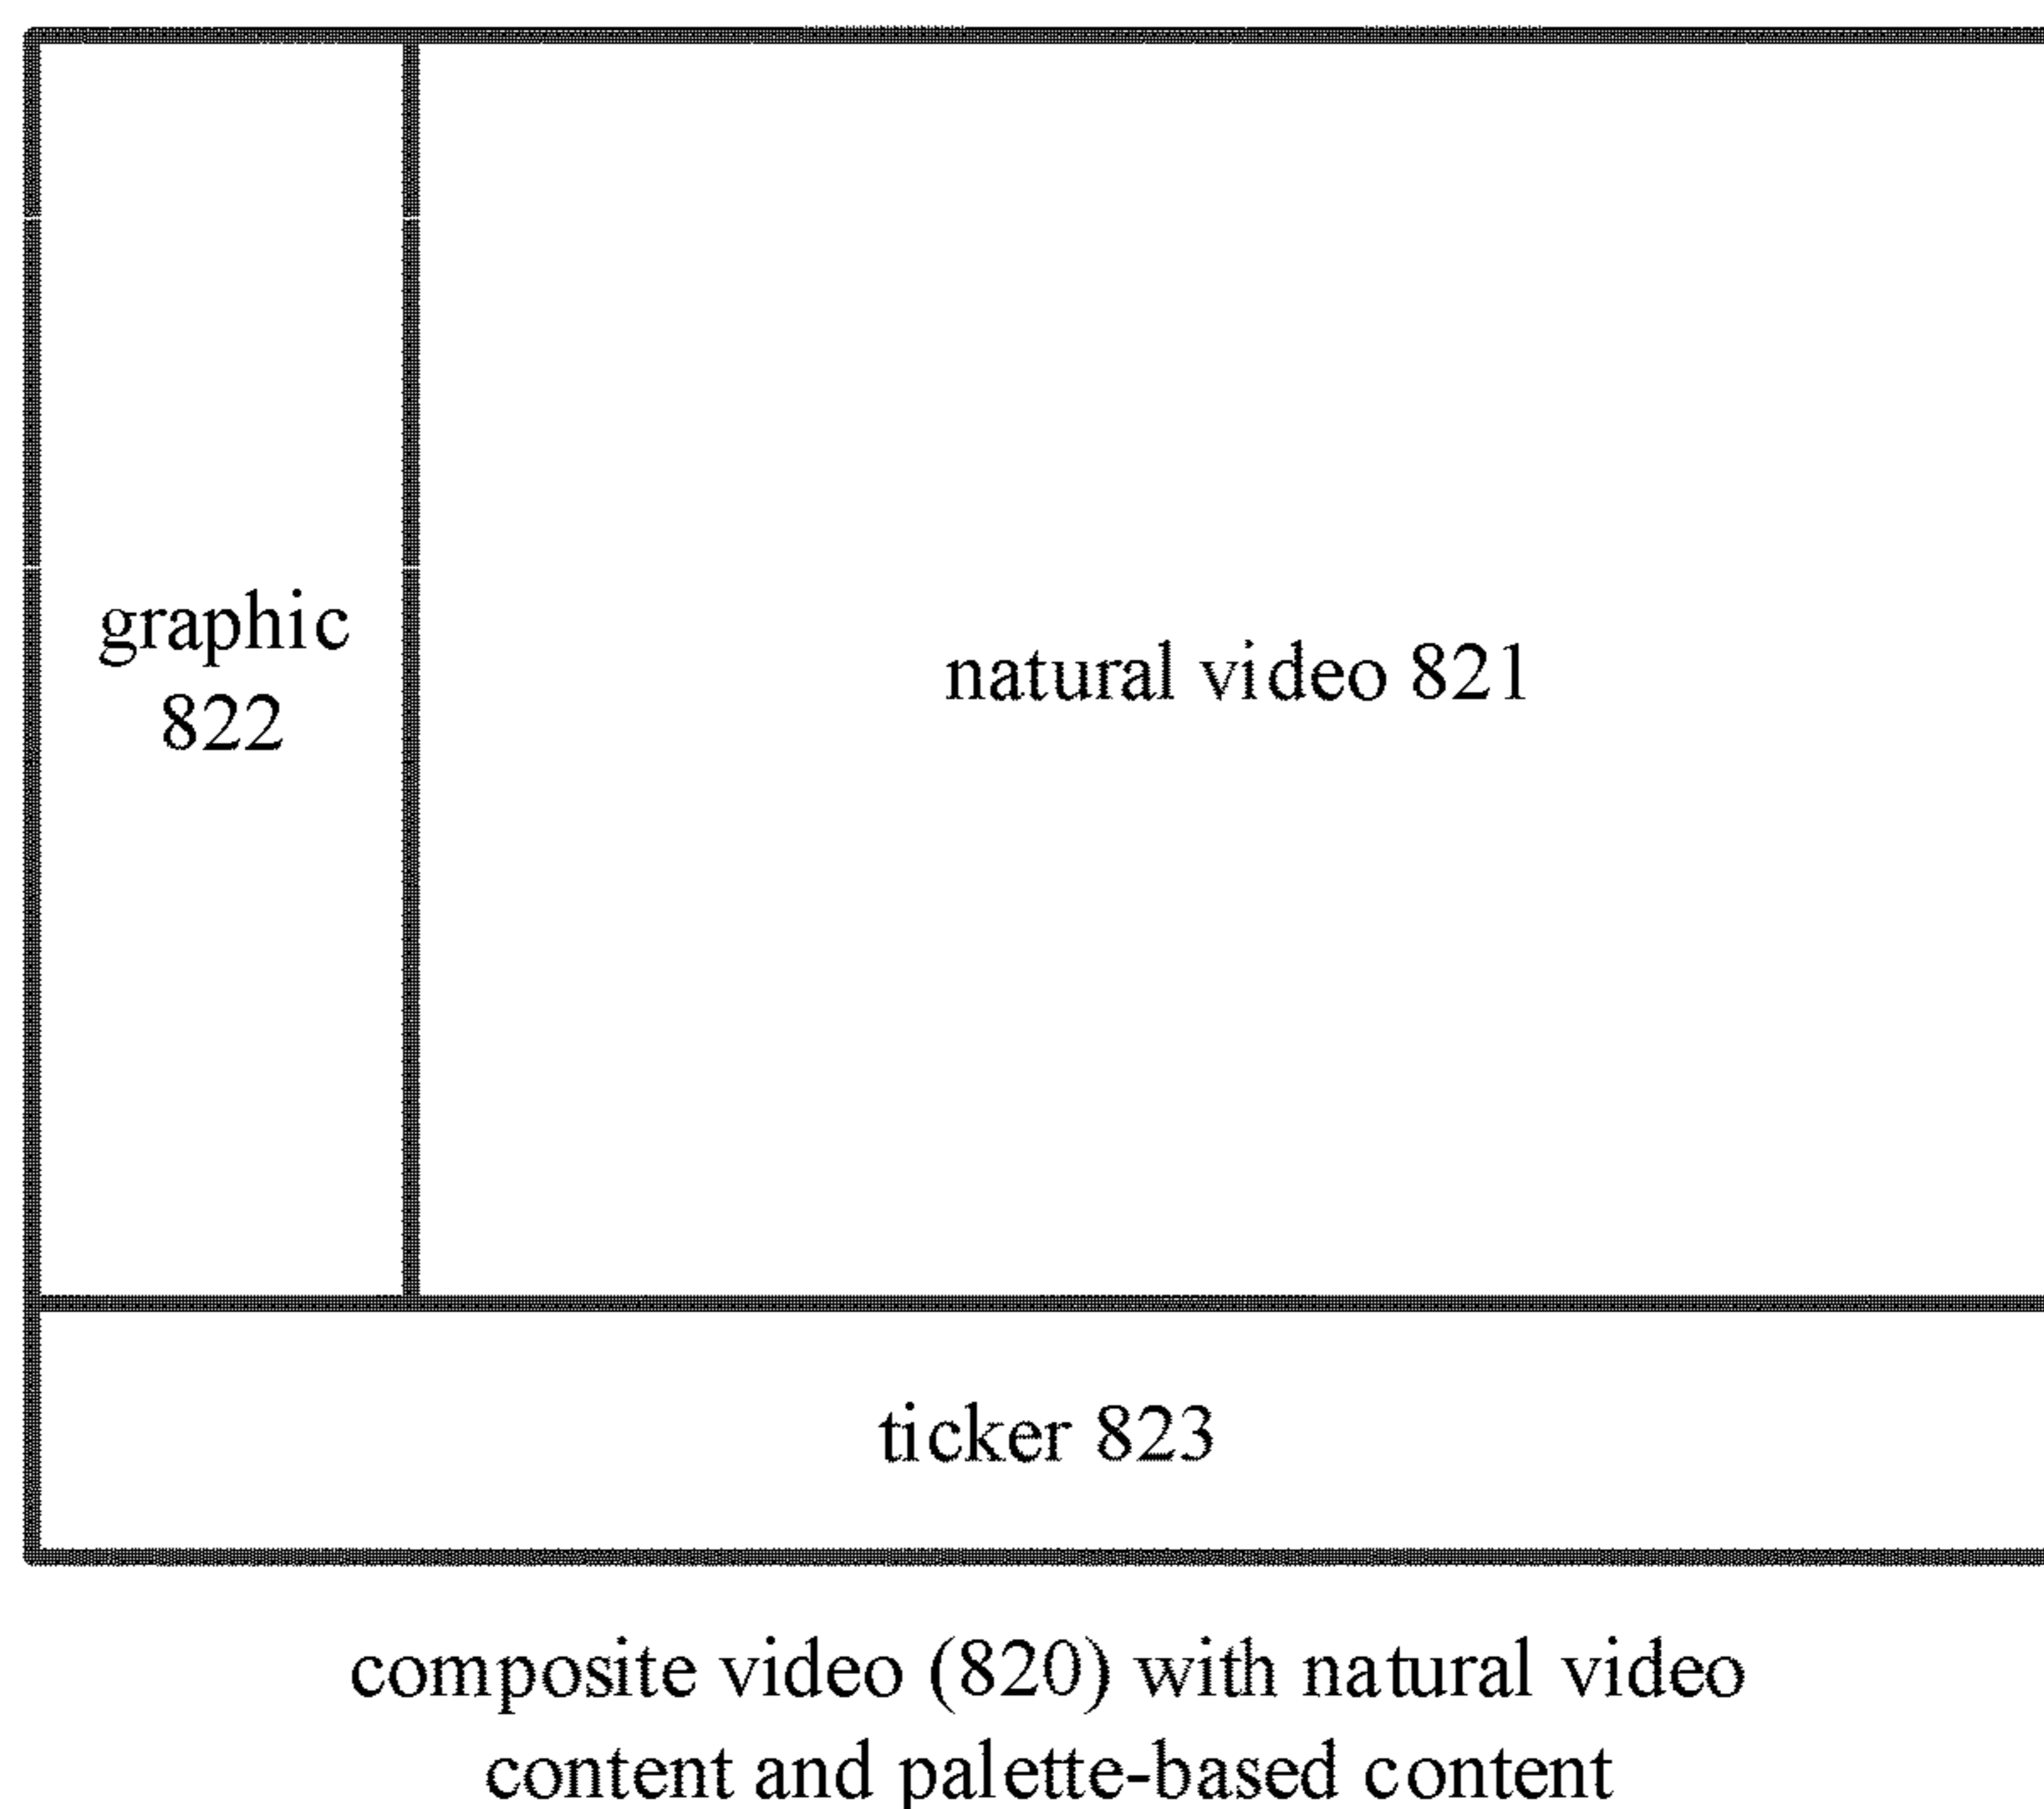 graphic
822
natural video 821
ticker 823
composite video (820) with natural video
content and palette-based content